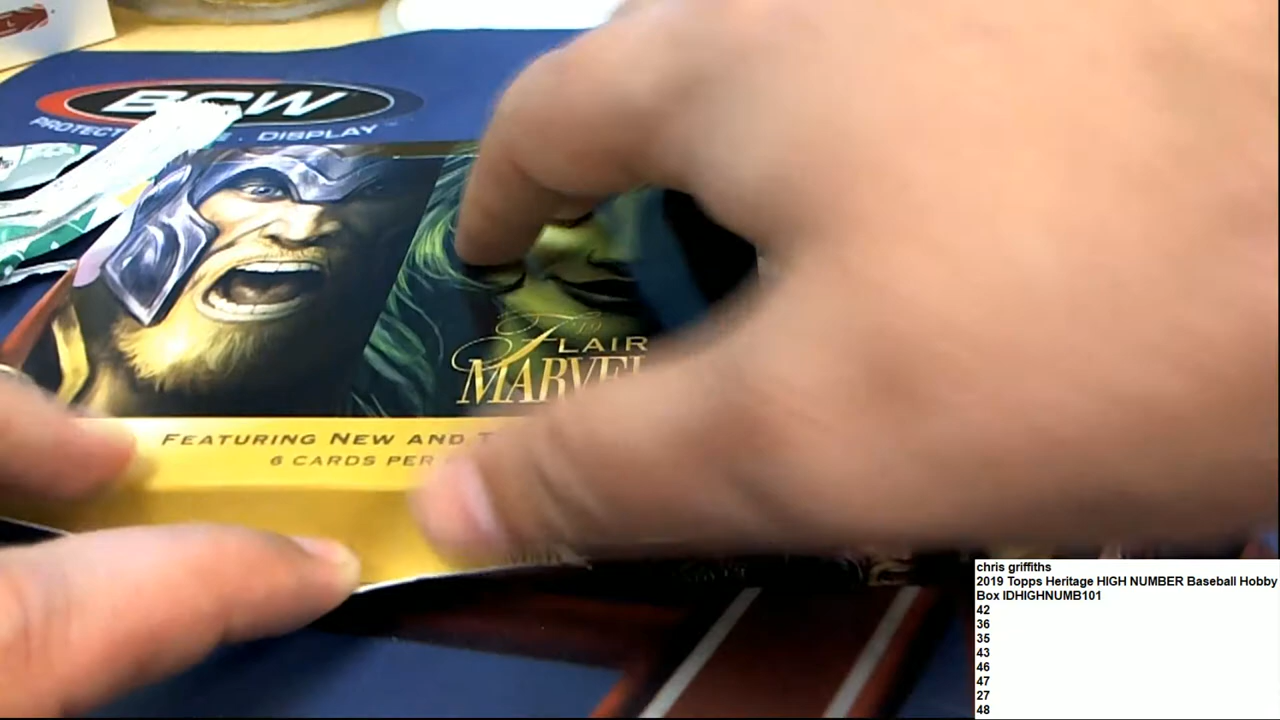 BCW
DISPLAY
FLAIR
MARVEL
FEATURING NEW AND
6 CARDS PER
chris griffiths
2019 Topps Heritage HIGH NUMBER Baseball Hobby
Box IDHIGHNUMB101
42
36
35
43
46
47
27
48